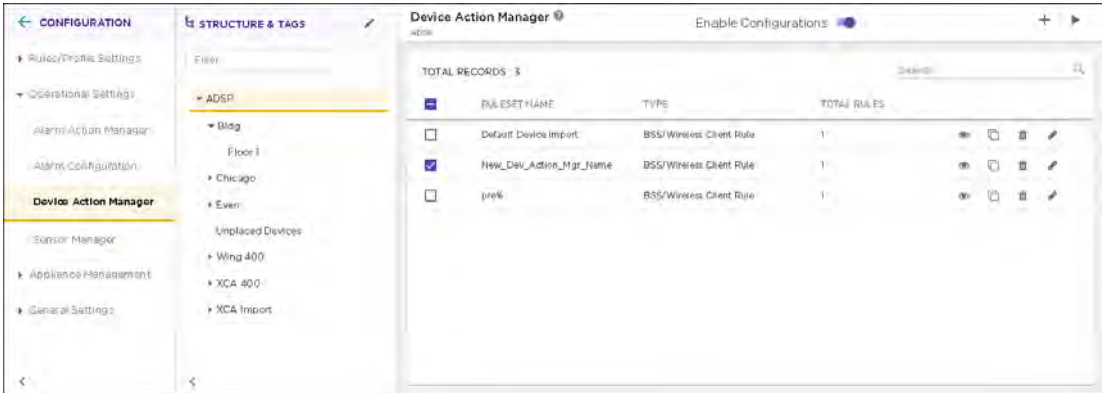 CONFIGURATION
Rules/Profile Settings
Operational Settings
Alarm Action Manager
Alarm Configuration
Device Action Manager
Sensor Manager
Appliance Management
General Settings
STRUCTURE & TAGS
Filter
ADSP
Bldg
Floor 1
Chicago
Unplaced Devices
Wing 400
XCA 400
XCA Import
Device Action Manager
ADSP
Enable Configurations
TOTAL RECORDS 3
Search
RULESET NAME TYPE TOTAL RULES
Default Device Import BSS/Wireless Client Rule 1
New_Dev_Action_Mgr_Name BSS/Wireless Client Rule 1
BSS/Wireless Client Rule 1